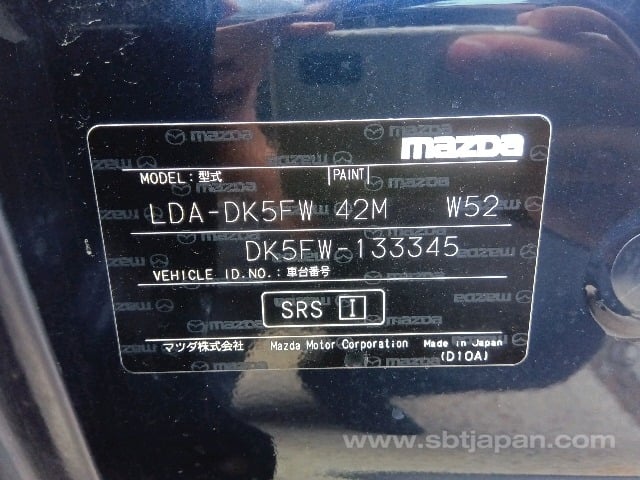 mazda
MODEL: 型式 PAINT
LDA-DK5FW 42M W52
DK5FW-133345
VEHICLE ID.NO.: 車台番号
SRS I
マツダ株式会社 Mazda Motor Corporation Made in Japan
(D10A)
www.sbtjapan.com